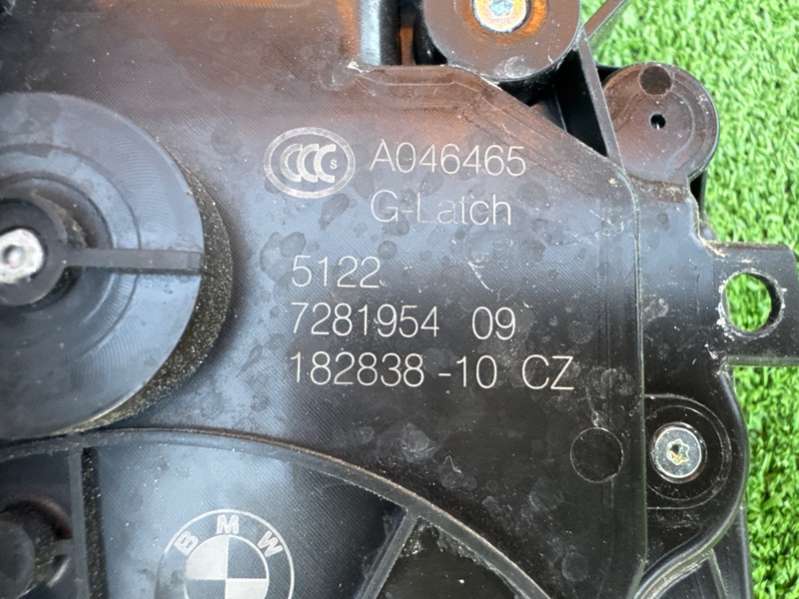 CCC S A046465
G-Latch
5122
7281954 09
182838-10 CZ
BMW